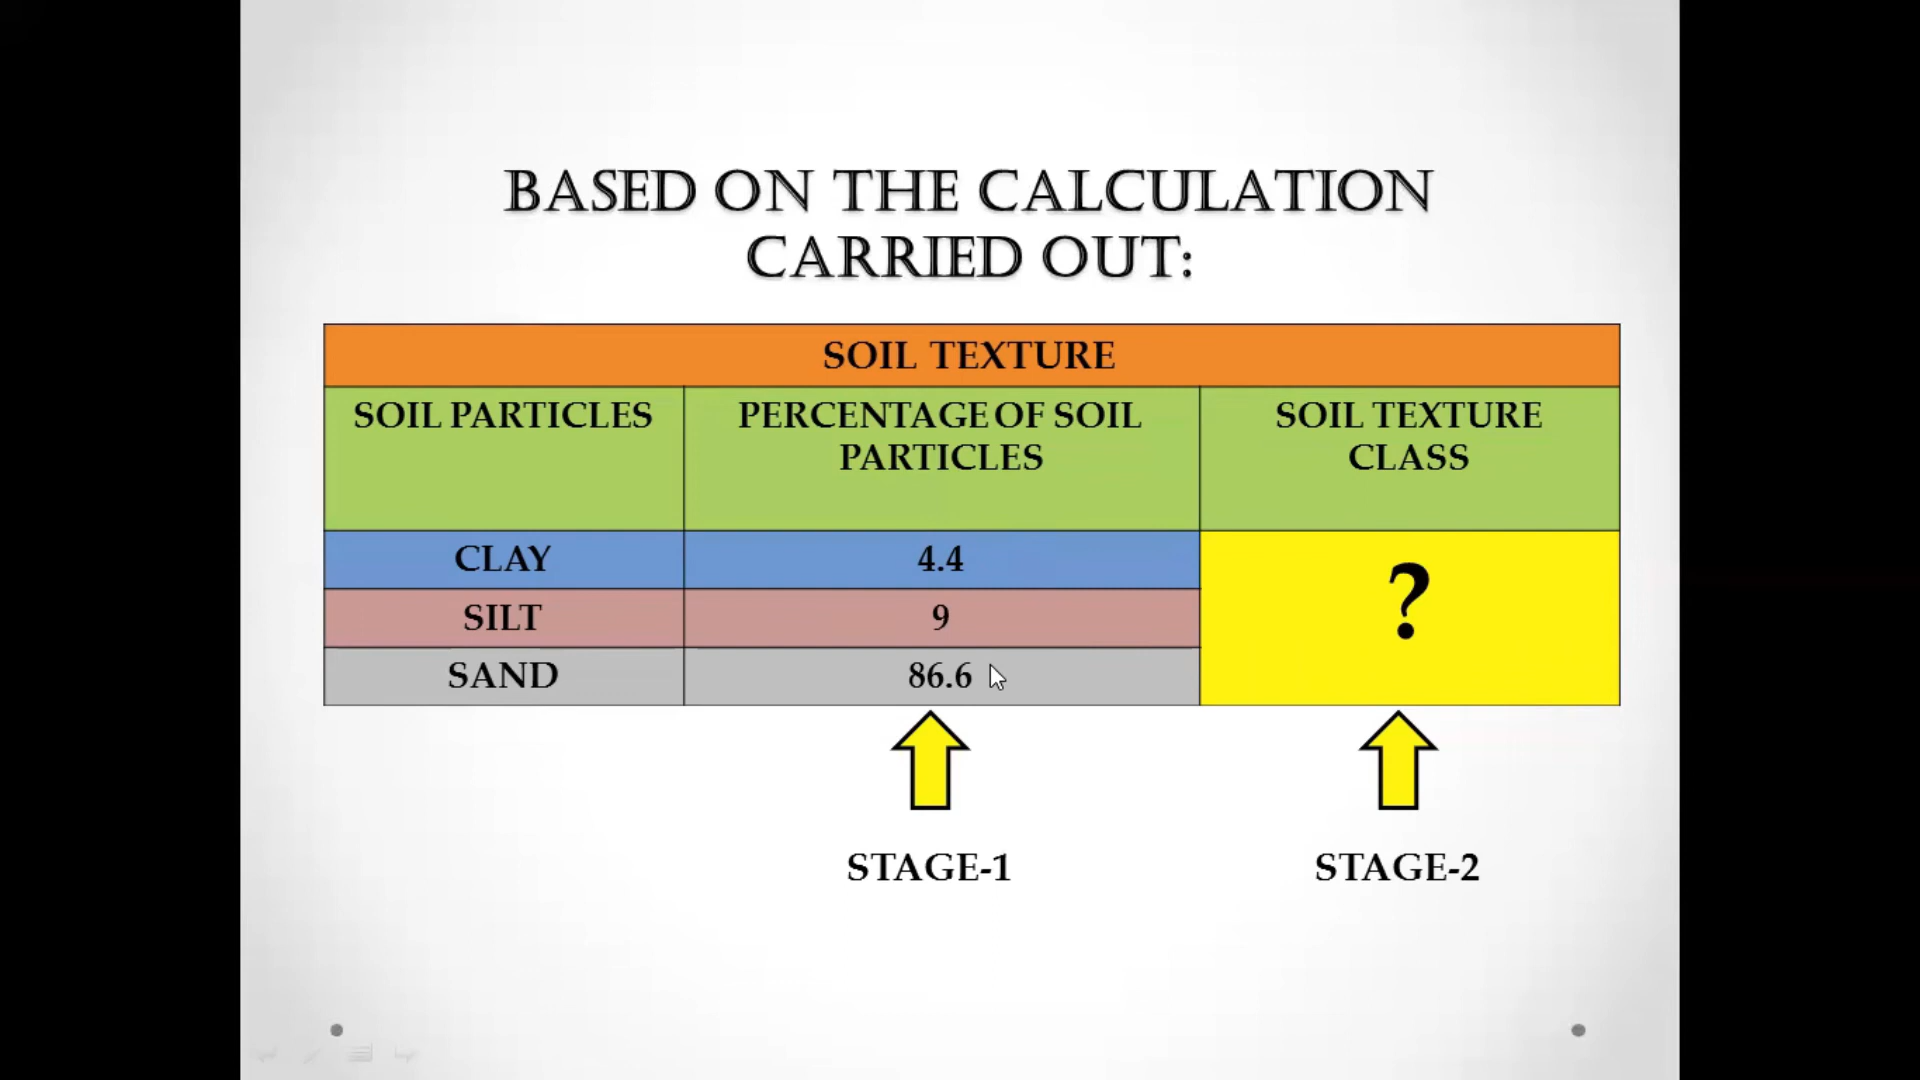 BASED ON THE CALCULATION
CARRIED OUT:
SOIL TEXTURE
SOIL PARTICLES
PERCENTAGE OF SOIL
PARTICLES
SOIL TEXTURE
CLASS
CLAY
4.4
?
SILT
9
SAND
86.6
STAGE-1
STAGE-2